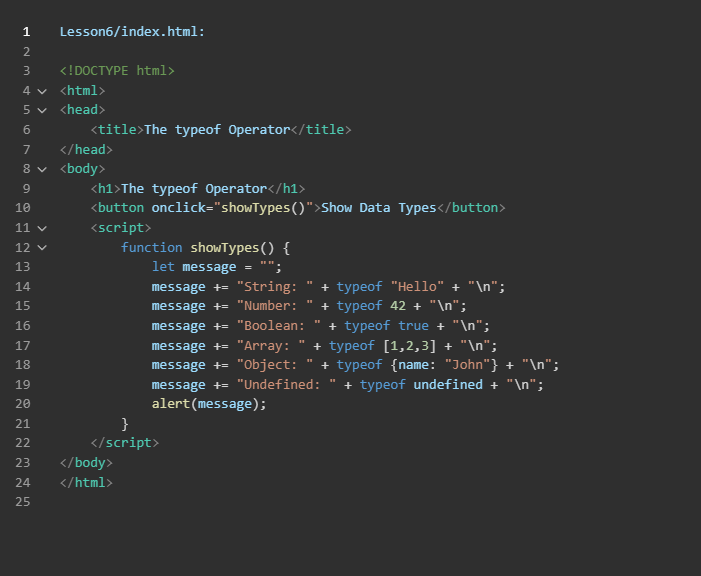 1 Lesson6/index.html:
2
3 <!DOCTYPE html>
4 <html>
5 <head>
6     <title>The typeof Operator</title>
7 </head>
8 <body>
9     <h1>The typeof Operator</h1>
10     <button onclick="showTypes()">Show Data Types</button>
11     <script>
12         function showTypes() {
13             let message = "";
14             message += "String: " + typeof "Hello" + "\n";
15             message += "Number: " + typeof 42 + "\n";
16             message += "Boolean: " + typeof true + "\n";
17             message += "Array: " + typeof [1,2,3] + "\n";
18             message += "Object: " + typeof {name: "John"} + "\n";
19             message += "Undefined: " + typeof undefined + "\n";
20             alert(message);
21         }
22     </script>
23 </body>
24 </html>
25